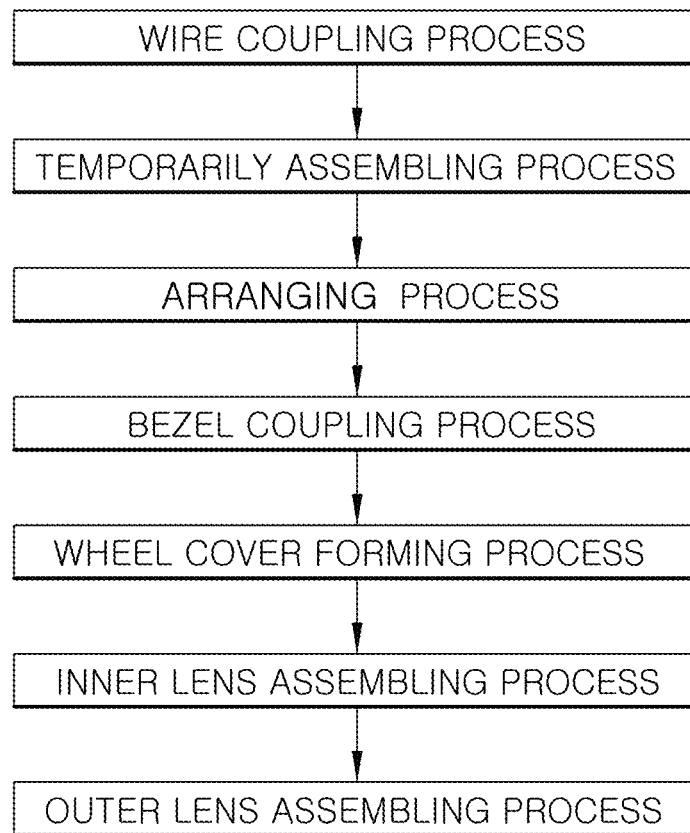 WIRE COUPLING PROCESS
TEMPORARILY ASSEMBLING PROCESS
ARRANGING PROCESS
BEZEL COUPLING PROCESS
WHEEL COVER FORMING PROCESS
INNER LENS ASSEMBLING PROCESS
OUTER LENS ASSEMBLING PROCESS